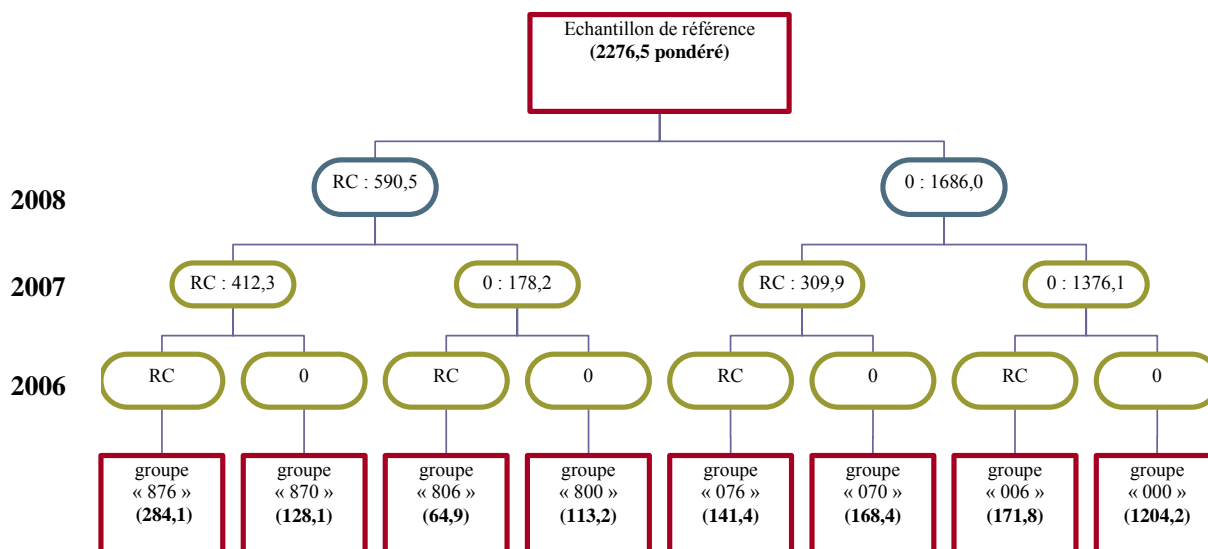 Echantillon de référence
(2276,5 pondéré)
2008
RC : 590,5
0 : 1686,0
2007
RC : 412,3
0 : 178,2
RC : 309,9
0 : 1376,1
2006
RC
0
RC
0
RC
0
RC
0
groupe
« 876 »
(284,1)
groupe
« 870 »
(128,1)
groupe
« 806 »
(64,9)
groupe
« 800 »
(113,2)
groupe
« 076 »
(141,4)
groupe
« 070 »
(168,4)
groupe
« 006 »
(171,8)
groupe
« 000 »
(1204,2)